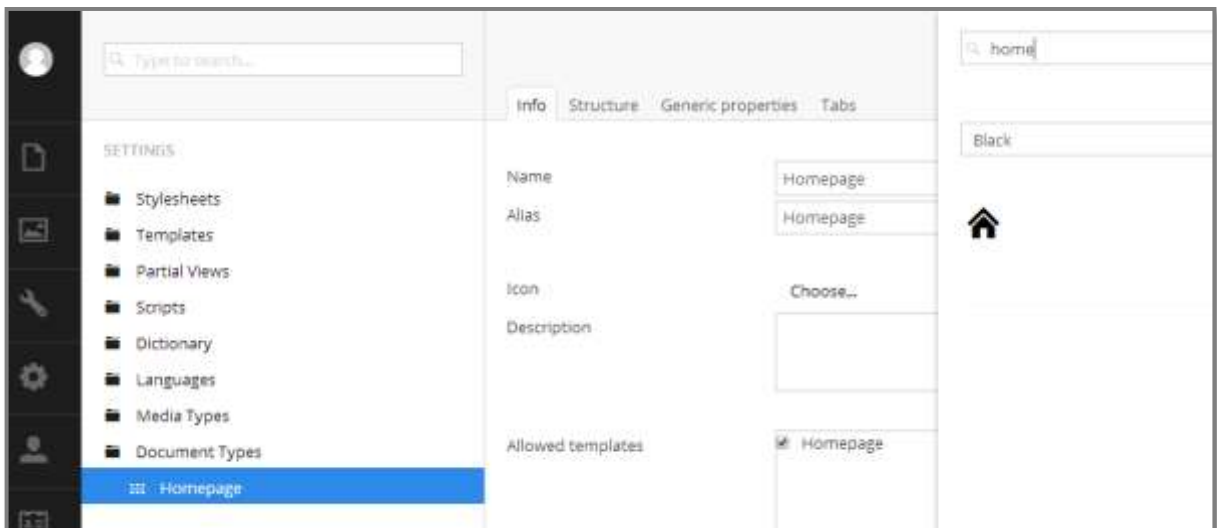 Type to search...
SETTINGS
Stylesheets
Templates
Partial Views
Scripts
Dictionary
Languages
Media Types
Document Types
Homepage
Info Structure Generic properties Tabs
Name Homepage
Alias Homepage
Icon Choose...
Description
Allowed templates Homepage
home
Black